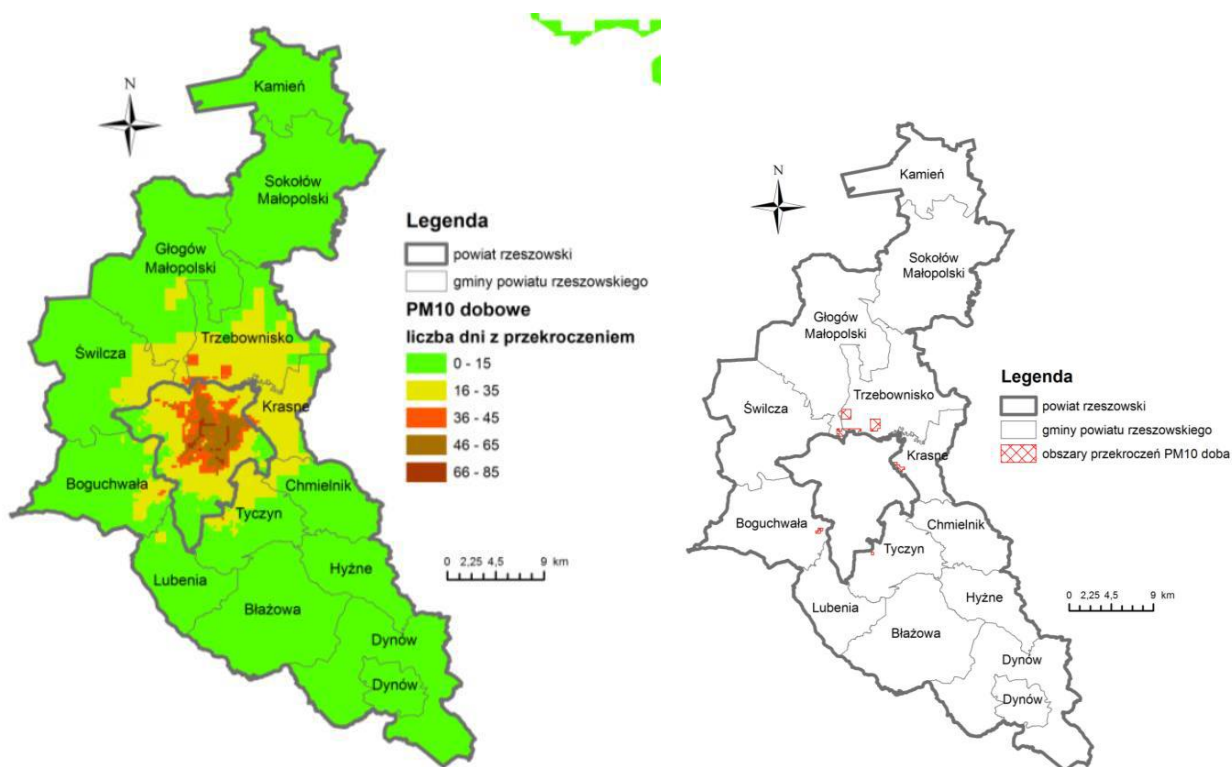 N
Kamień
Sokołów
Małopolski
Głogów
Małopolski
Trzebownisko
Świlcza
Kraspe
Boguchwała
Chmielnik
Tyczyn
Lubenia
Hyżne
Błażowa
Dynów
Dynów
Legenda
powiat rzeszowski
gminy powiatu rzeszowskiego
PM10 dobowe
liczba dni z przekroczeniem
0 - 15
16 - 35
36 - 45
46 - 65
66 - 85
0 2,25 4,5 9 km
N
Kamień
Sokołów
Małopolski
Głogów
Małopolski
Trzebownisko
Świlcza
Kraspe
Boguchwała
Chmielnik
Tyczyn
Lubenia
Hyżne
Błażowa
Dynów
Dynów
Legenda
powiat rzeszowski
gminy powiatu rzeszowskiego
obszary przekroczeń PM10 doba
0 2,25 4,5 9 km